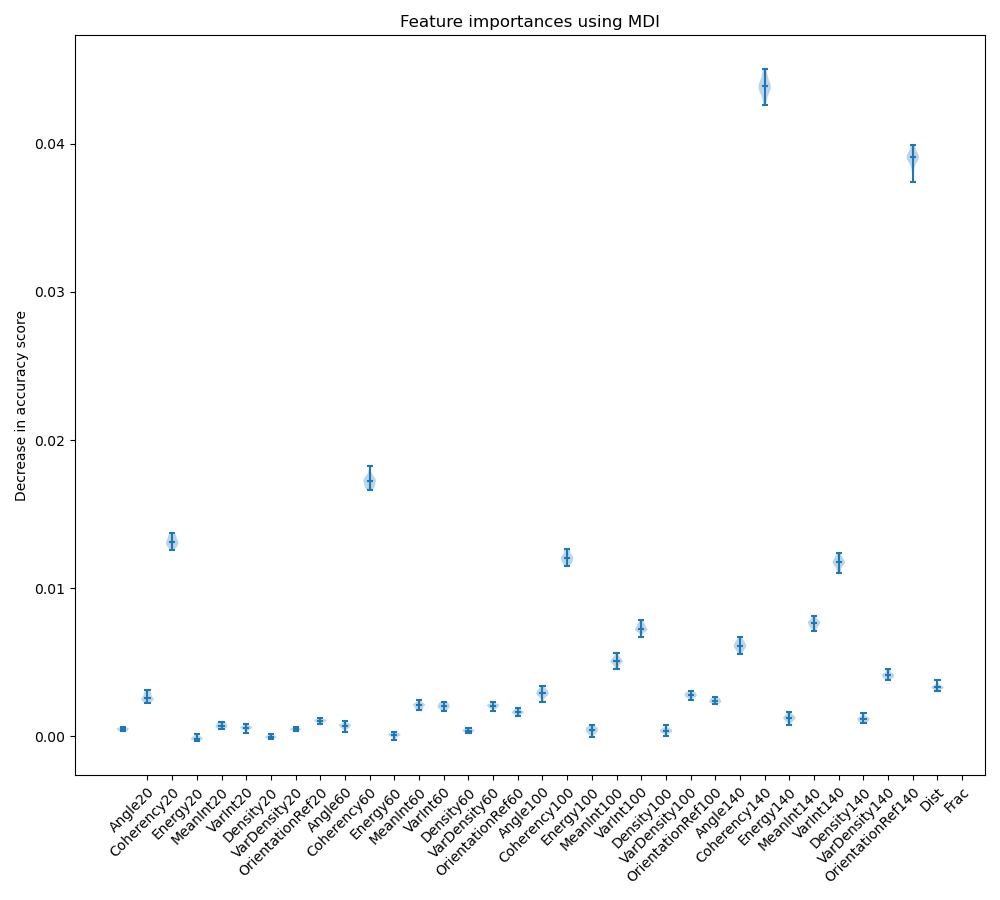 Feature importances using MDI
Decrease in accuracy score
0.04
0.03
0.02
0.01
0.00
Angle20
Coherency20
Energy20
MeanInt20
VarInt20
Density20
VarDensity20
OrientationRef20
Angle60
Coherency60
Energy60
MeanInt60
VarInt60
Density60
VarDensity60
OrientationRef60
Angle100
Coherency100
Energy100
MeanInt100
VarInt100
Density100
VarDensity100
OrientationRef100
Angle140
Coherency140
Energy140
MeanInt140
VarInt140
Density140
VarDensity140
OrientationRef140
Dist
Frac